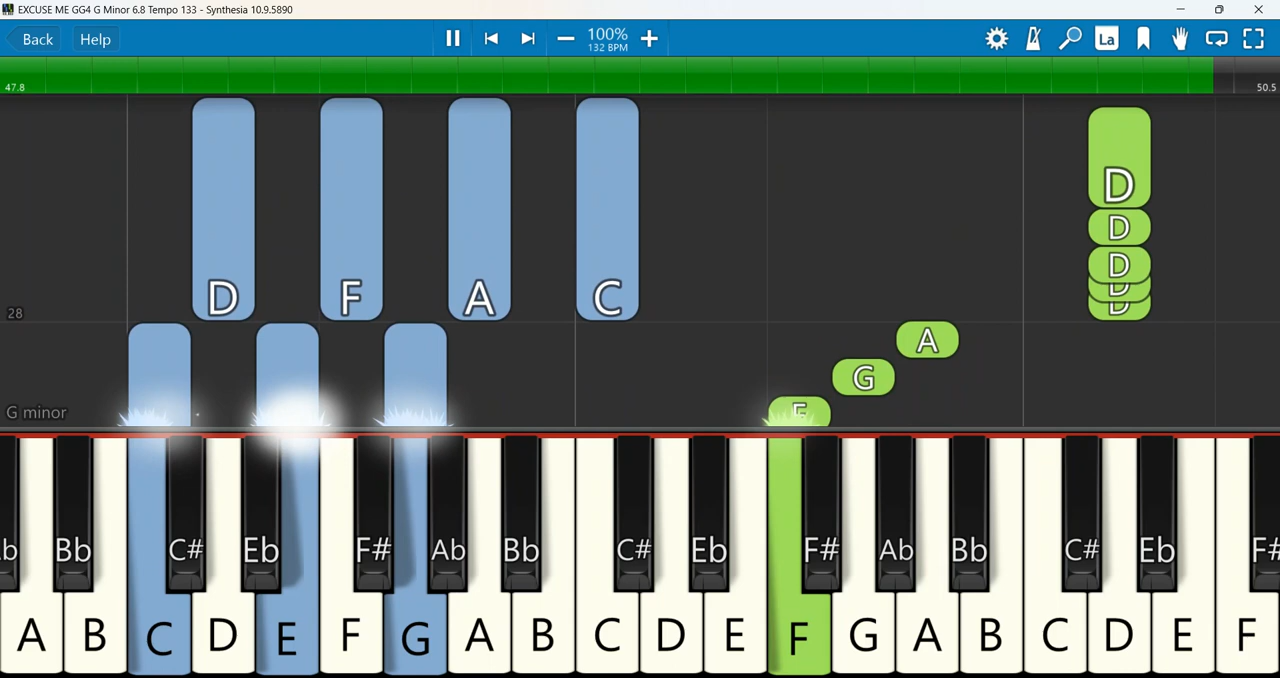 EXCUSE ME GG4 G Minor 6.8 Tempo 133 - Synthesia 10.9.5890
Back Help 100% La
132 BPM
47.8 50.5
D
D F A C D
D
D
D
28
A
G
G minor F
b Bb C# Eb F# Ab Bb C# Eb F# Ab Bb C# Eb F#
A B C D E F G A B C D E F G A B C D E F